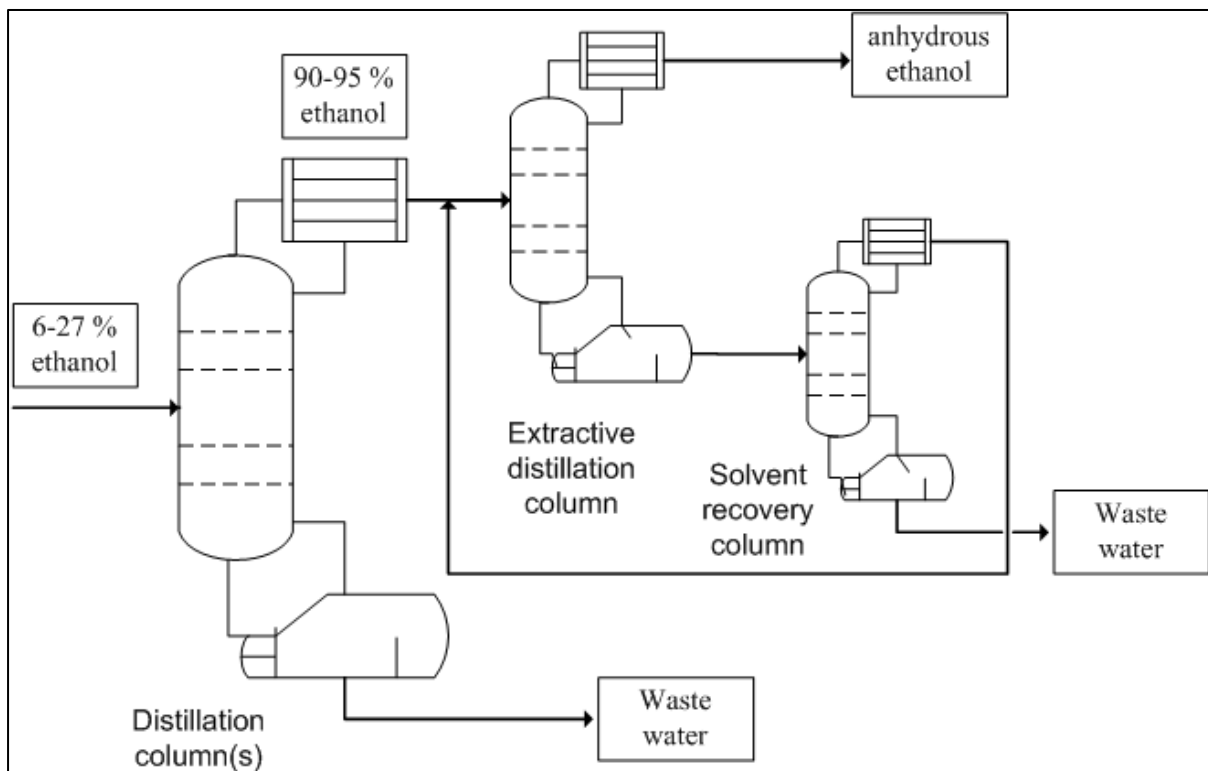 90-95 %
ethanol
anhydrous
ethanol
6-27 %
ethanol
Extractive
distillation
column
Solvent
recovery
column
Waste
water
Distillation
column(s)
Waste
water